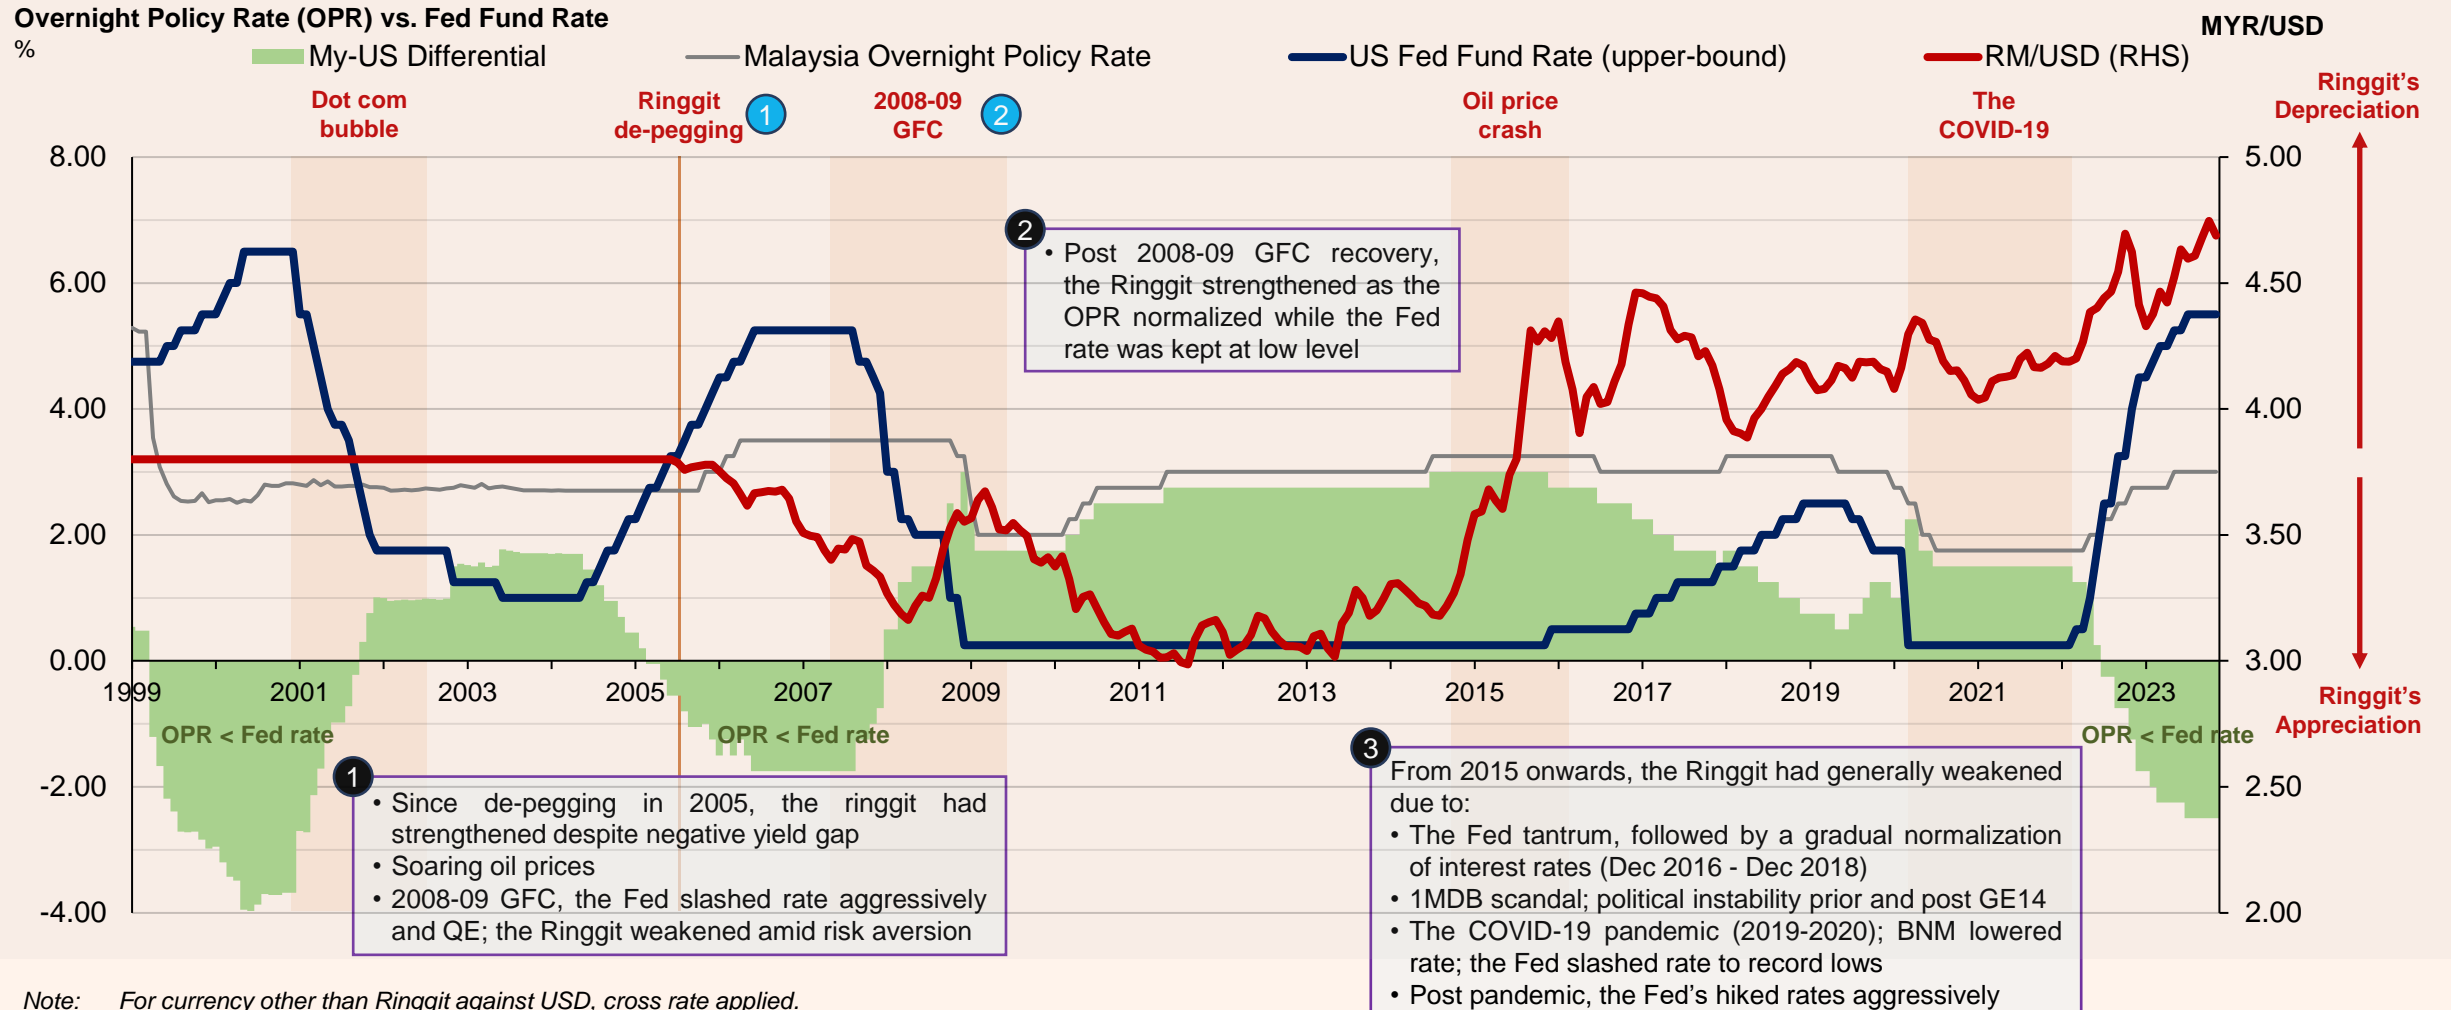 Overnight Policy Rate (OPR) vs. Fed Fund Rate
MYR/USD
%
My-US Differential
Malaysia Overnight Policy Rate
US Fed Fund Rate (upper-bound)
RM/USD (RHS)
Dot com
bubble
Ringgit
de-pegging
1
2008-09
GFC
2
Oil price
crash
The
COVID-19
Ringgit's
Depreciation
8.00
6.00
4.00
2.00
0.00
-2.00
-4.00
5.00
4.50
4.00
3.50
3.00
2.50
2.00
2
• Post 2008-09 GFC recovery,
the Ringgit strengthened as the
OPR normalized while the Fed
rate was kept at low level
1999
2001
2003
2005
2007
2009
2011
2013
2015
2017
2019
2021
2023
Ringgit's
Appreciation
OPR < Fed rate
OPR < Fed rate
OPR < Fed rate
1
• Since de-pegging in 2005, the ringgit had
strengthened despite negative yield gap
• Soaring oil prices
• 2008-09 GFC, the Fed slashed rate aggressively
and QE; the Ringgit weakened amid risk aversion
3
From 2015 onwards, the Ringgit had generally weakened
due to:
• The Fed tantrum, followed by a gradual normalization
of interest rates (Dec 2016 - Dec 2018)
• 1MDB scandal; political instability prior and post GE14
• The COVID-19 pandemic (2019-2020); BNM lowered
rate; the Fed slashed rate to record lows
• Post pandemic, the Fed's hiked rates aggressively
Note: For currency other than Ringgit against USD, cross rate applied.